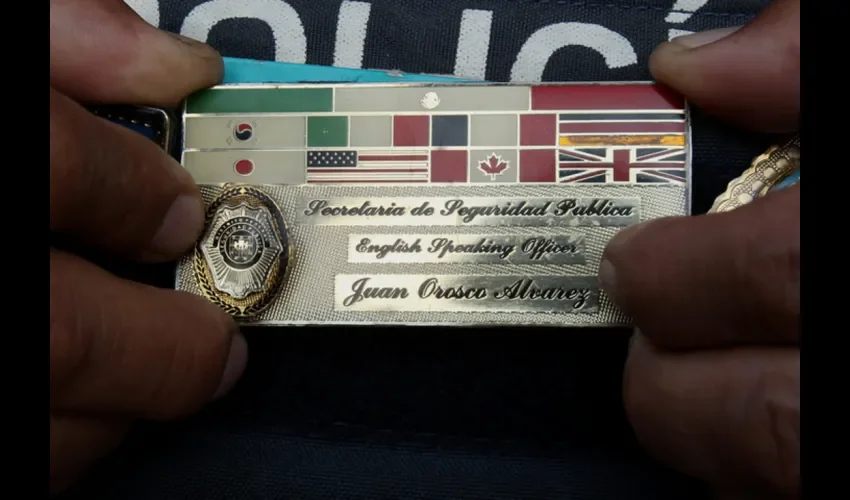 POLICÍ
Secretaria de Seguridad Publica
English Speaking Officer
Juan Orosco Alvarez